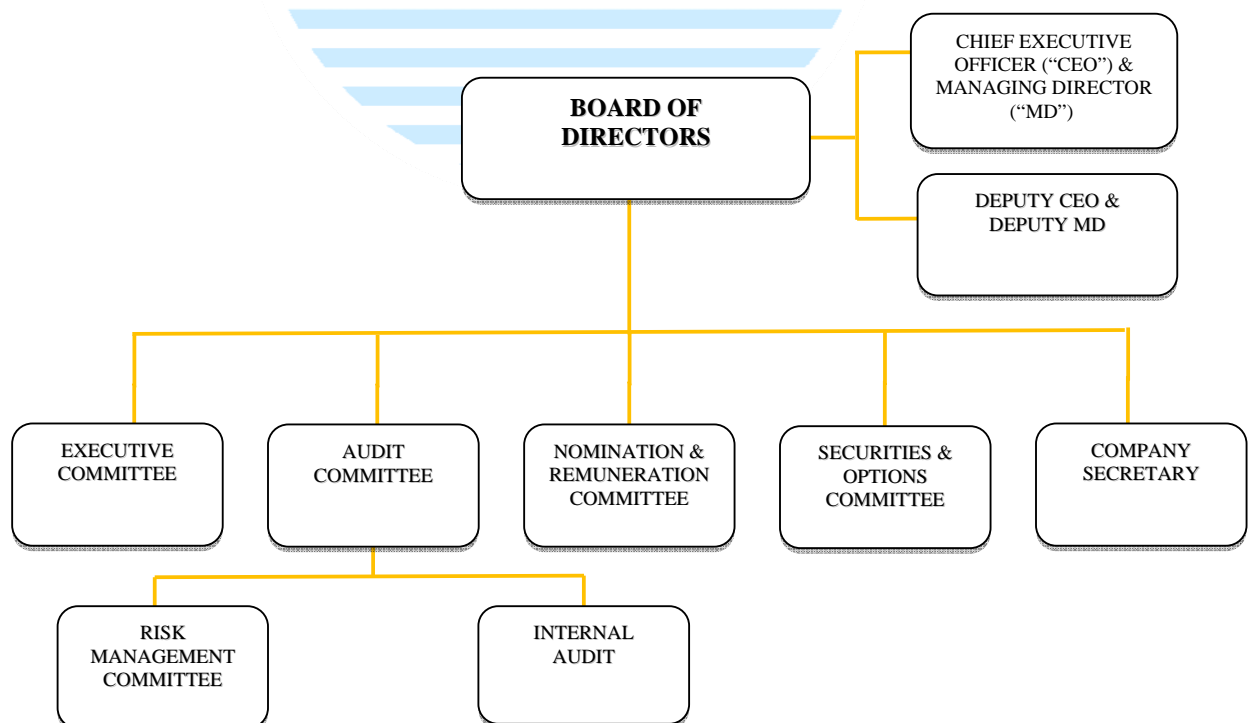 CHIEF EXECUTIVE
OFFICER (“CEO”) &
MANAGING DIRECTOR
(“MD”)
BOARD OF
DIRECTORS
DEPUTY CEO &
DEPUTY MD
EXECUTIVE
COMMITTEE
AUDIT
COMMITTEE
NOMINATION &
REMUNERATION
COMMITTEE
SECURITIES &
OPTIONS
COMMITTEE
COMPANY
SECRETARY
RISK
MANAGEMENT
COMMITTEE
INTERNAL
AUDIT